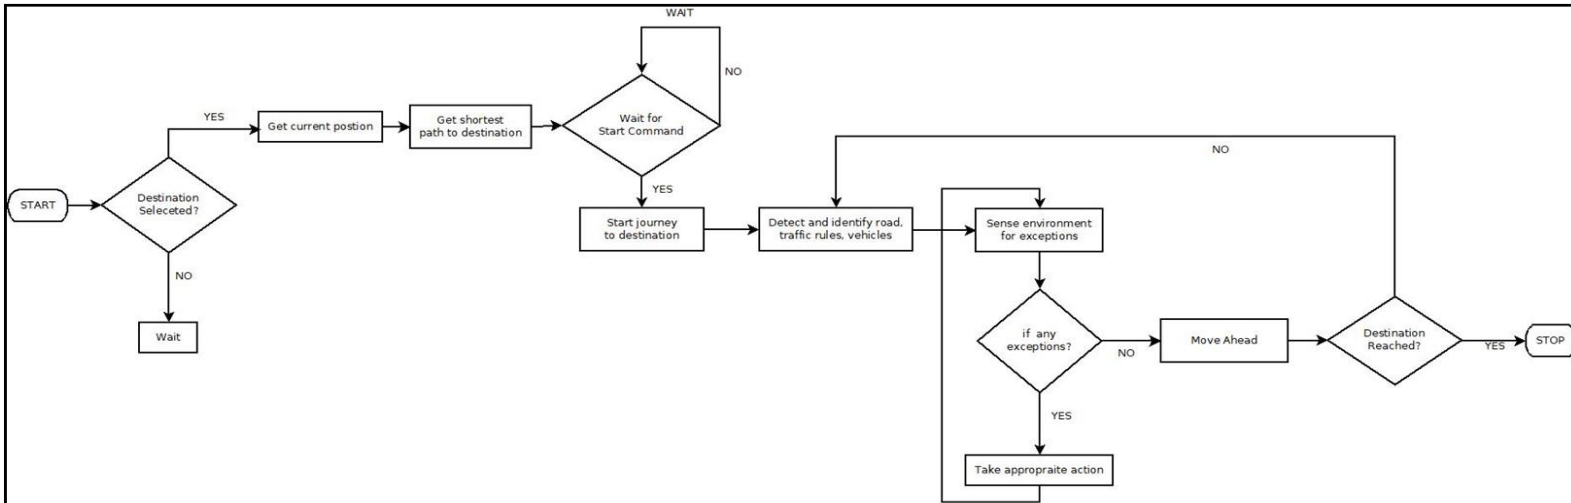 START
Destination
Seleceted?
YES
NO
Wait
Get current postion
Get shortest
path to destination
WAIT
NO
Wait for
Start Command
YES
Start journey
to destination
Detect and identify road,
traffic rules, vehicles
Sense environment
for exceptions
if any
exceptions?
YES
Take appropraite action
NO
Move Ahead
Destination
Reached?
NO
YES
STOP